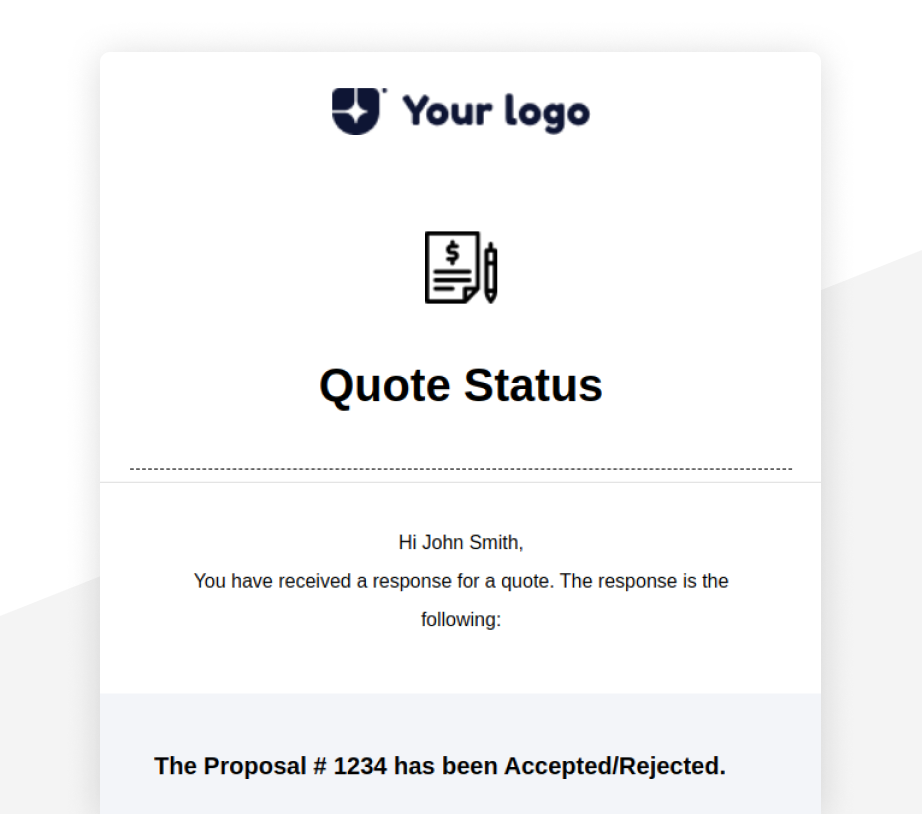 Your logo
$
Quote Status
Hi John Smith,
You have received a response for a quote. The response is the
following:
The Proposal # 1234 has been Accepted/Rejected.